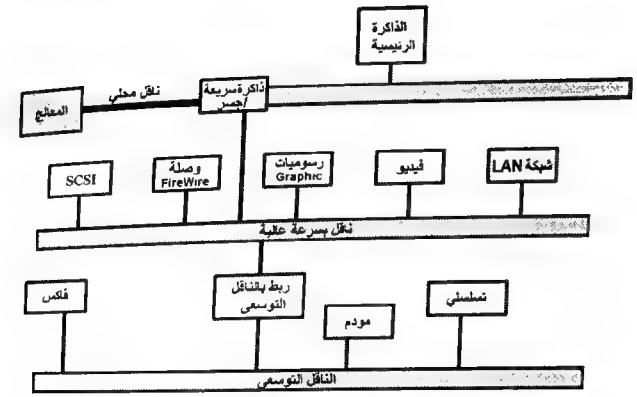 الذاكرة
الرئيسية
المعالج
ناقل محلي
ذاكرة سريعة
/جسر
SCSI
وصلة
FireWire
رسوميات
Graphic
فيديو
شبكة LAN
ناقل بسرعة عالية
فاكس
ربط بالناقل
التوسعي
مودم
تسلسلي
الناقل التوسعي